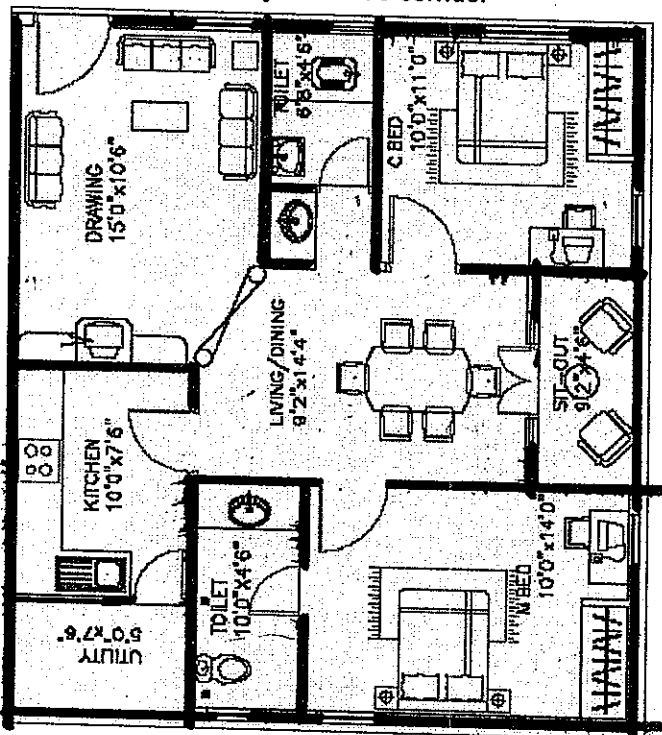 DRAWING
15'0"x10'6"
TOILET
C.BED
10'0"x11'0"
LIVING/DINING
9'2"x14'4"
KITCHEN
10'0"x7'6"
SIT-OUT
9'2"x4'6"
UTILITY
5'0"x7'6"
TOILET
10'0"x4'6"
M BED
10'0"x14'0"